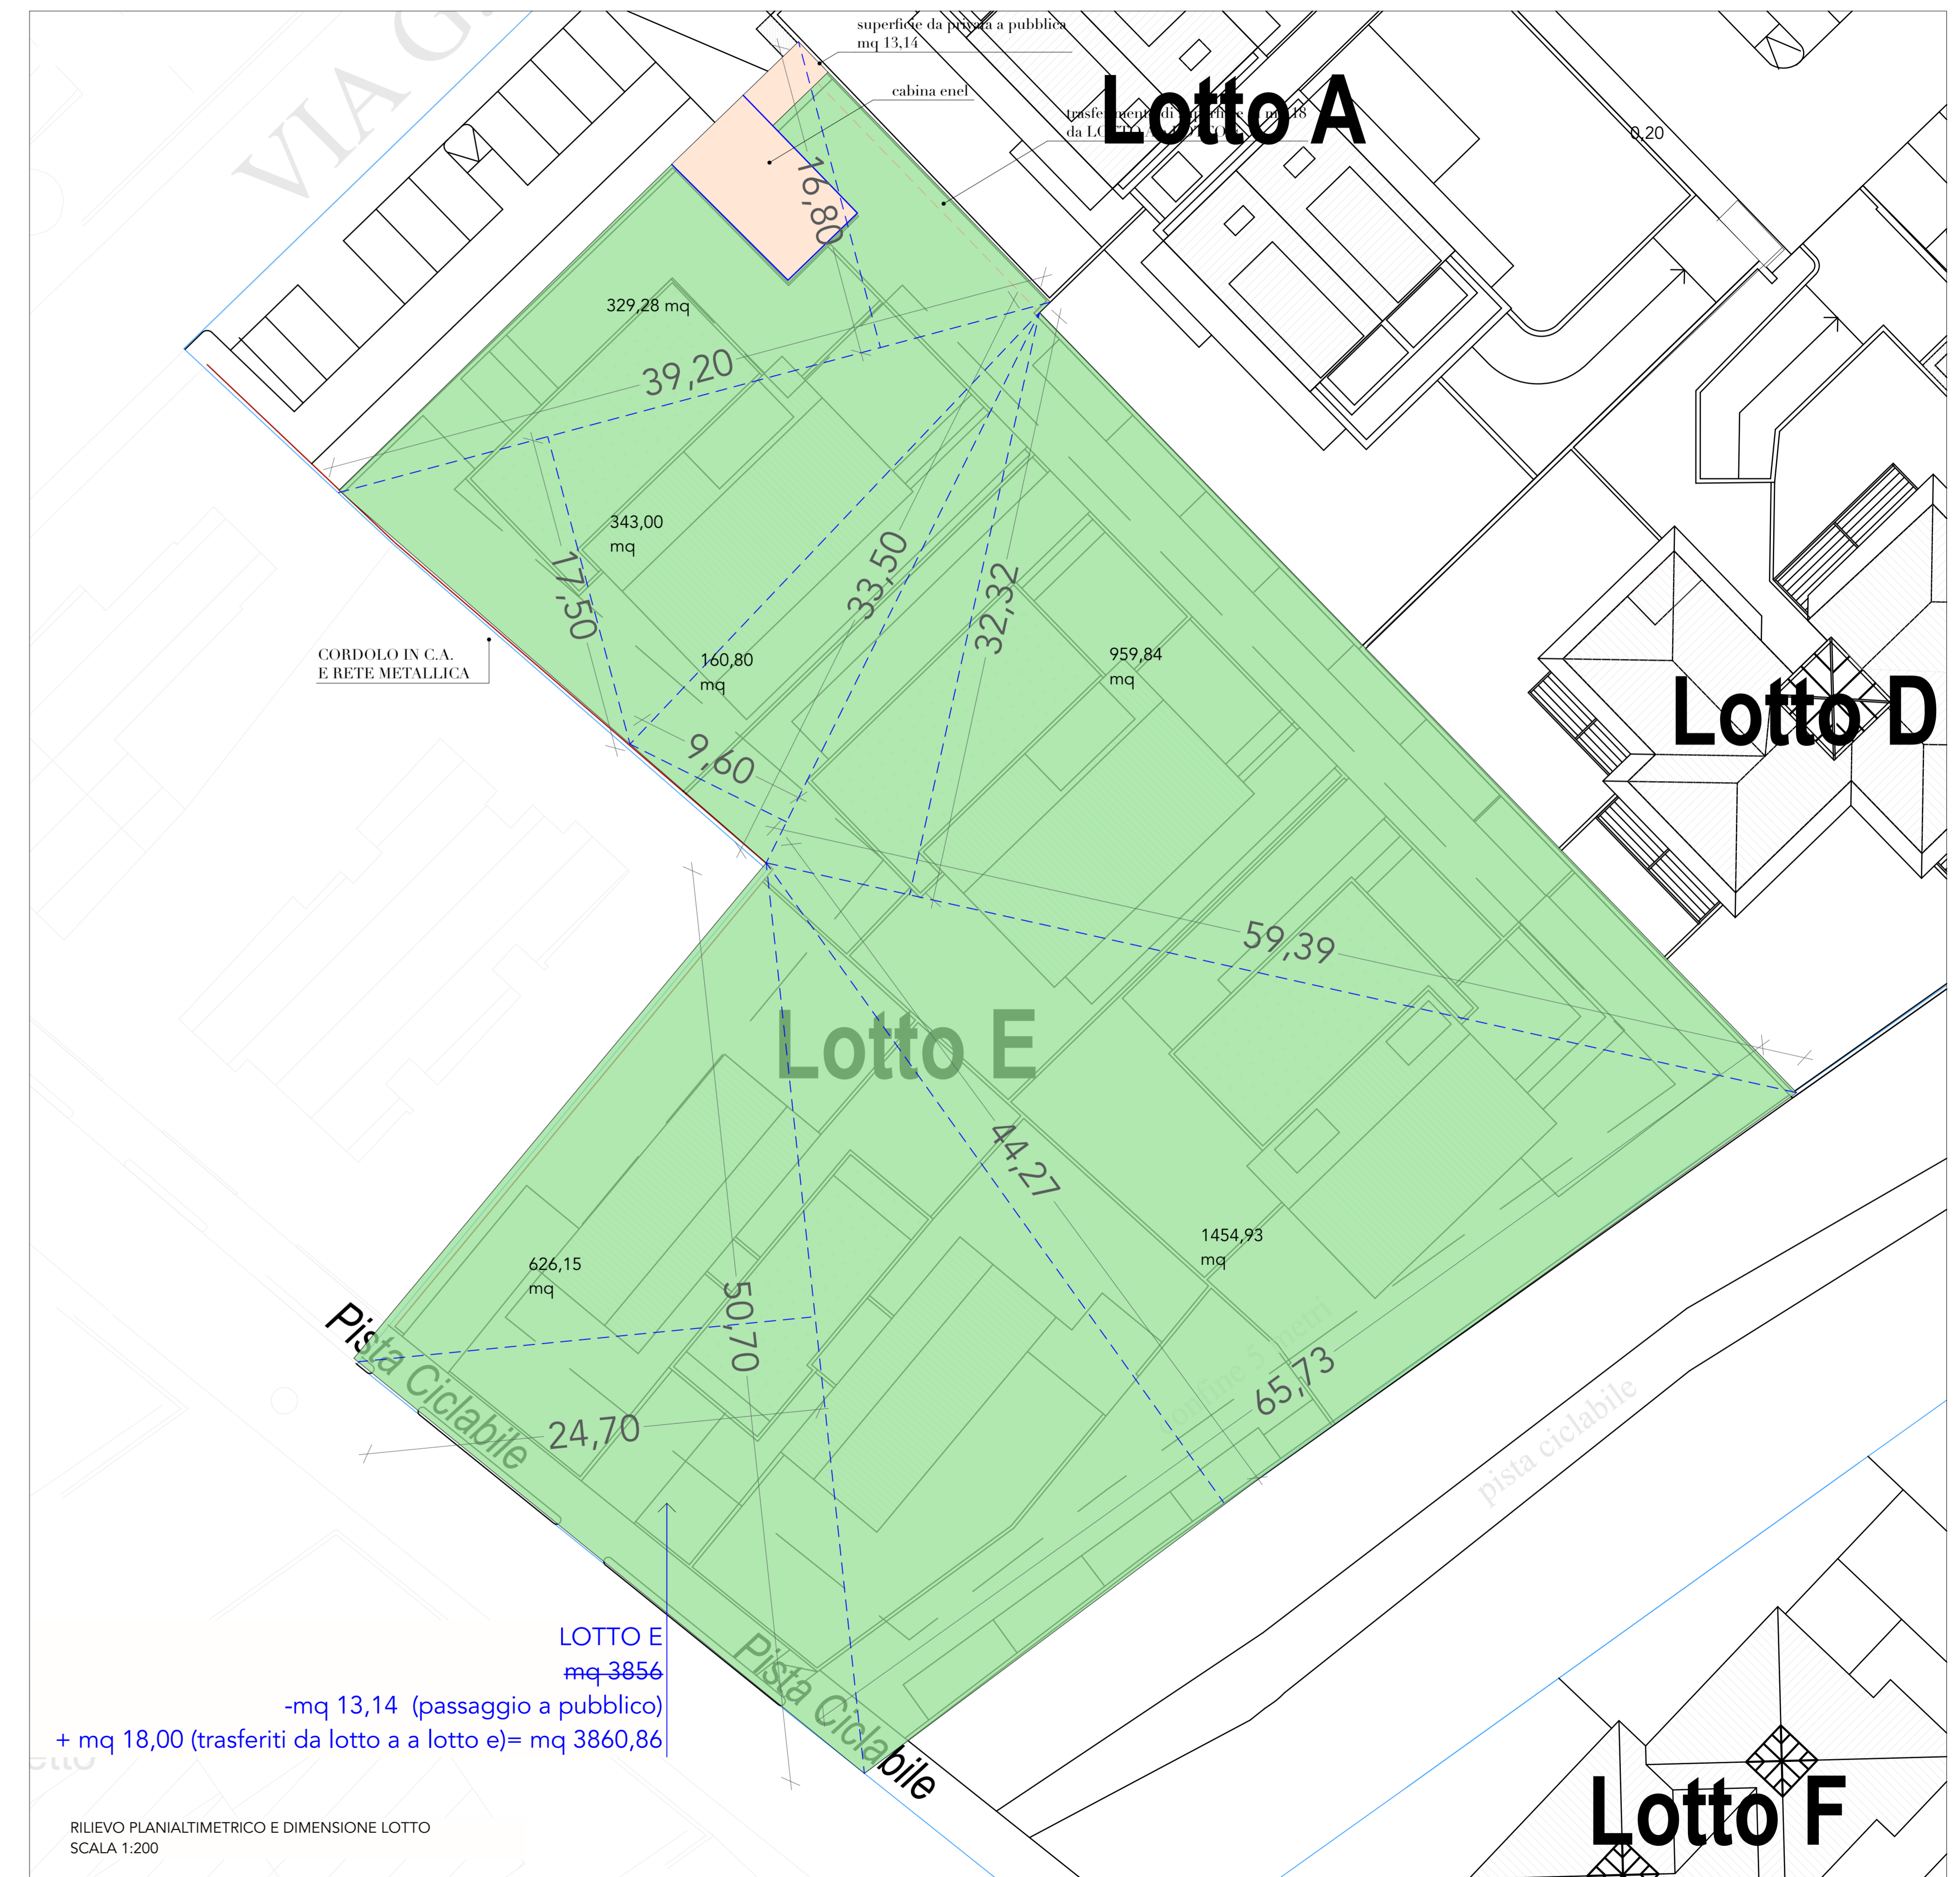 VIA G.
superficie da privata a pubblica
mq 13,14
cabina enel
Lotto A
da LOTTO
0,20
16,80
329,28 mq
39,20
343,00
mq
17,50
33,50
32,32
CORDOLO IN C.A.
E RETE METALLICA
160,80
mq
959,84
mq
9,60
Lotto D
59,39
Lotto E
44,27
1454,93
mq
626,15
mq
50,70
Pista Ciclabile
24,70
65,73
pista ciclabile
LOTTO E
mq 3856
-mq 13,14 (passaggio a pubblico)
+ mq 18,00 (trasferiti da lotto a a lotto e)= mq 3860,86
Pista Ciclabile
Lotto F
RILIEVO PLANIALTIMETRICO E DIMENSIONE LOTTO
SCALA 1:200